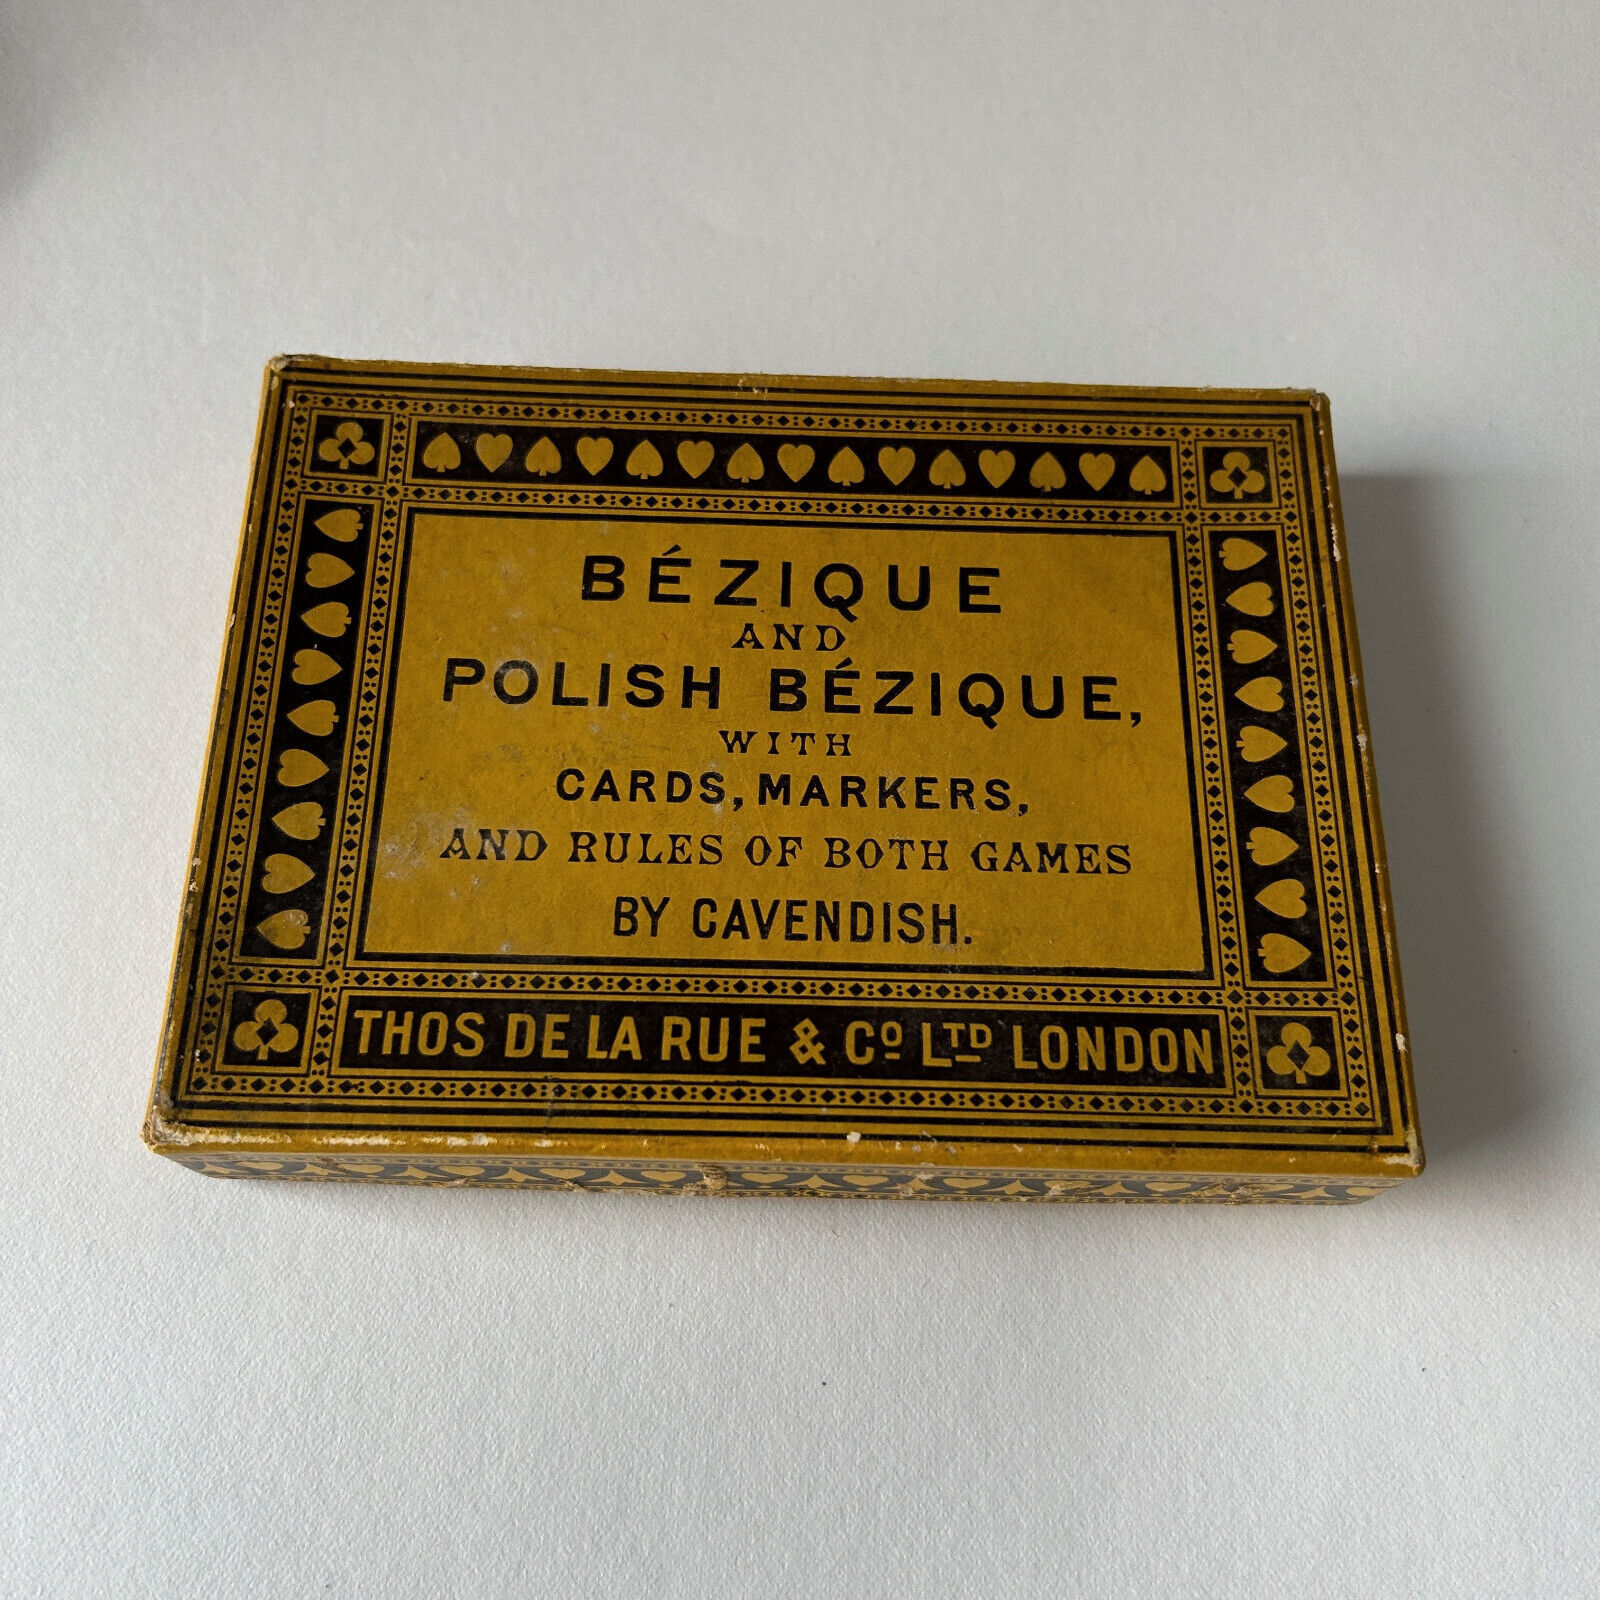 BÉZIQUE
AND
POLISH BÉZIQUE,
WITH
CARDS, MARKERS,
AND RULES OF BOTH GAMES
BY CAVENDISH.
THOS DE LA RUE & Cº LTD LONDON